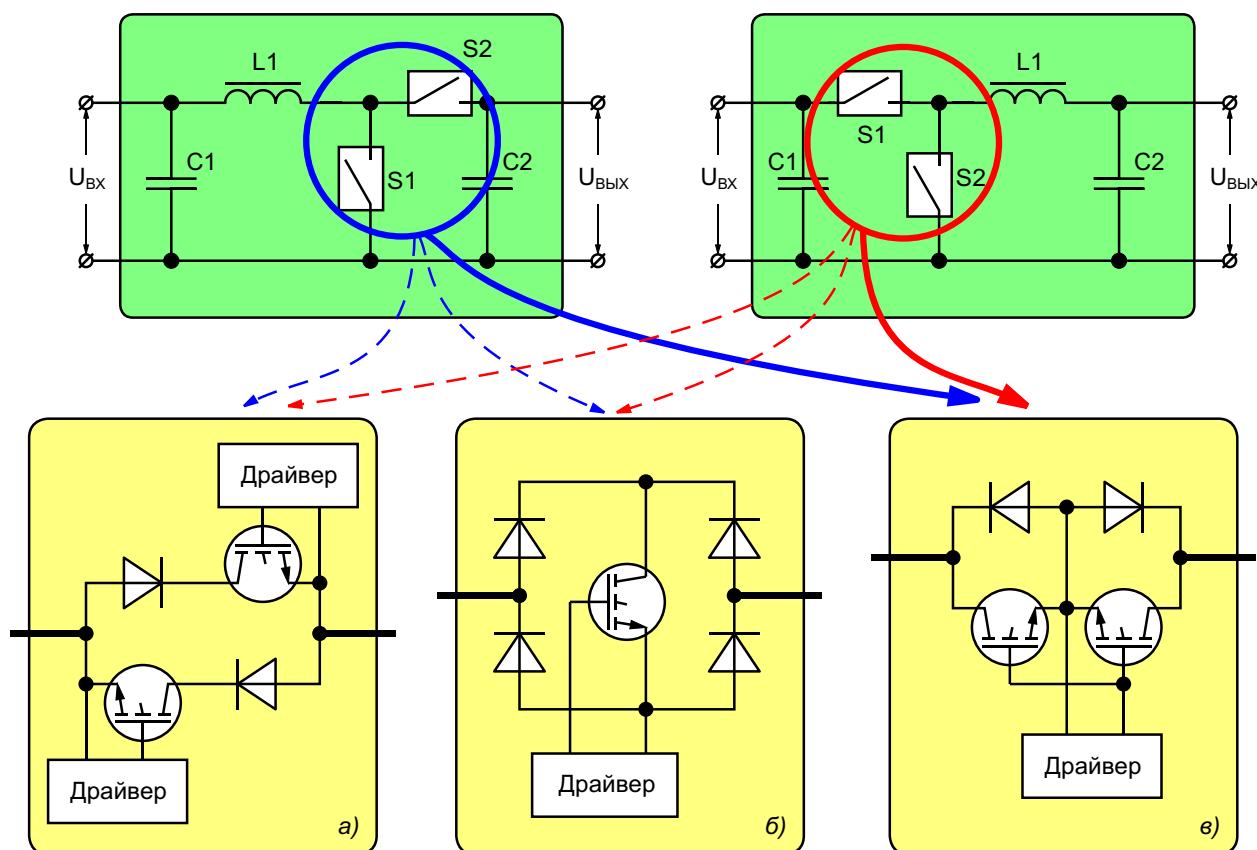 L1
S2
S1
C1
C2
UВХ
UВЫХ
S1
L1
S2
C1
C2
UВХ
UВЫХ
Драйвер
Драйвер
а)
Драйвер
б)
Драйвер
в)